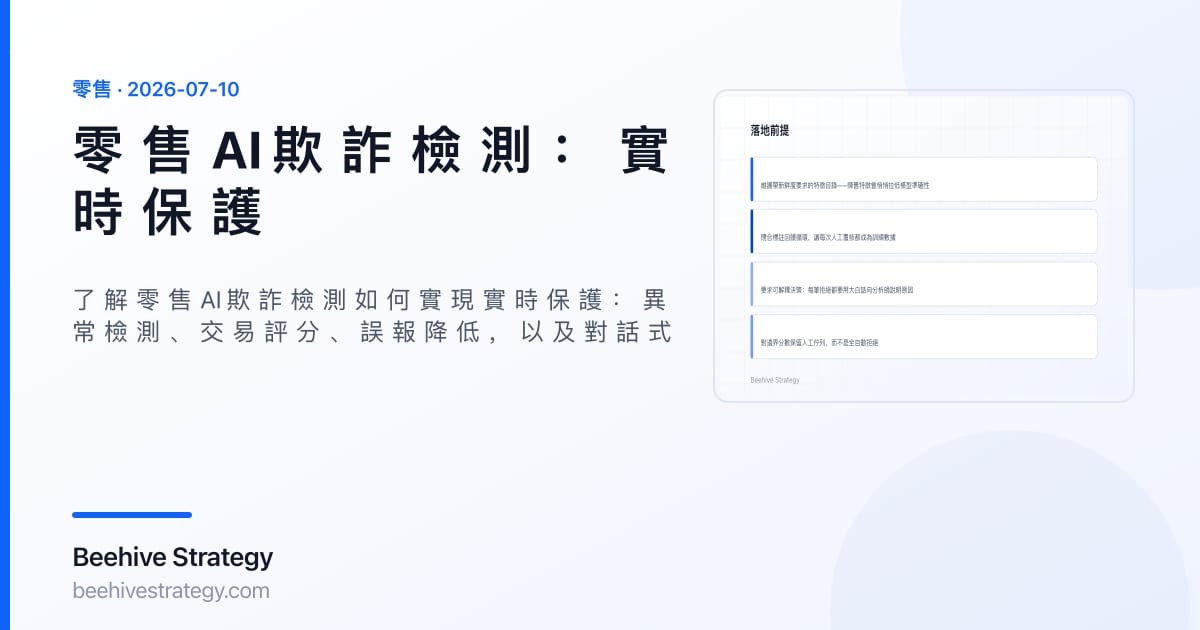 零售 · 2026-07-10
零售AI欺詐檢測：實
時保護
了解零售AI欺詐檢測如何實現實時保護：異
常檢測、交易評分、誤報降低，以及對話式
Beehive Strategy
beehivestrategy.com
落地前提
維護帶新鮮度要求的特徵目錄——陳舊特徵會悄悄拉低模型準確性
閉合標註回饋循環，讓每次人工覆核都成為訓練數據
要求可解釋決策：每筆拒絕都要用大白話向分析師說明原因
對邊界分數保留人工佇列，而不是全自動拒絕
Beehive Strategy